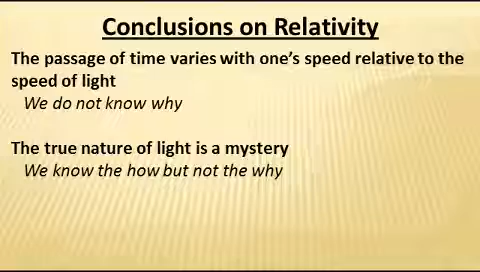 Conclusions on Relativity
The passage of time varies with one's speed relative to the
speed of light
We do not know why
The true nature of light is a mystery
We know the how but not the why